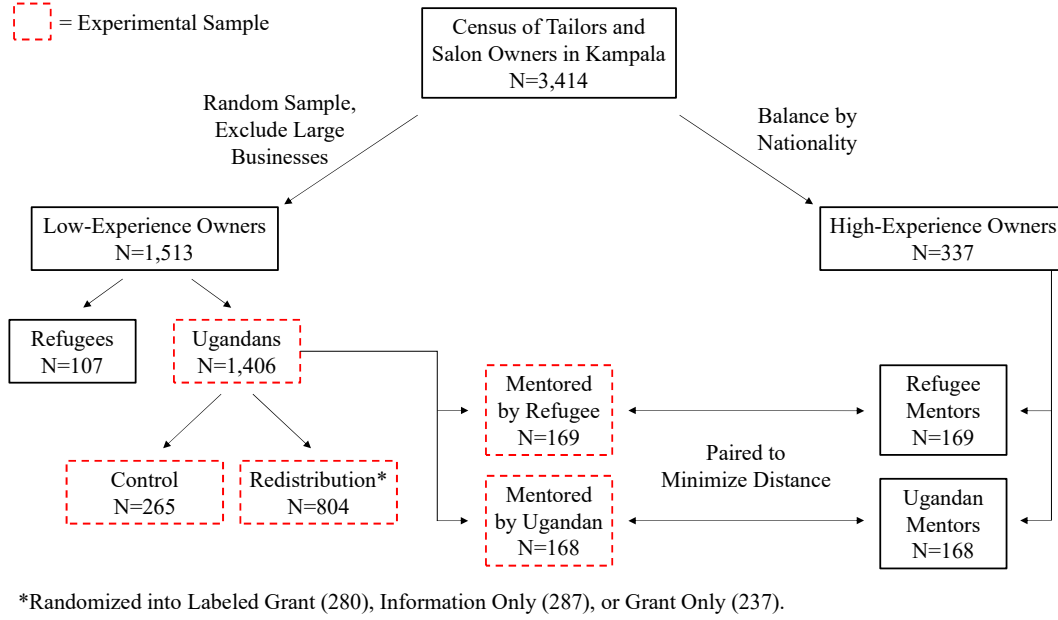 = Experimental Sample
Census of Tailors and
Salon Owners in Kampala
N=3,414
Random Sample,
Exclude Large
Businesses
Balance by
Nationality
Low-Experience Owners
N=1,513
High-Experience Owners
N=337
Refugees
N=107
Ugandans
N=1,406
Mentored
by Refugee
N=169
Refugee
Mentors
N=169
Control
N=265
Redistribution*
N=804
Paired to
Minimize Distance
Mentored
by Ugandan
N=168
Ugandan
Mentors
N=168
*Randomized into Labeled Grant (280), Information Only (287), or Grant Only (237).